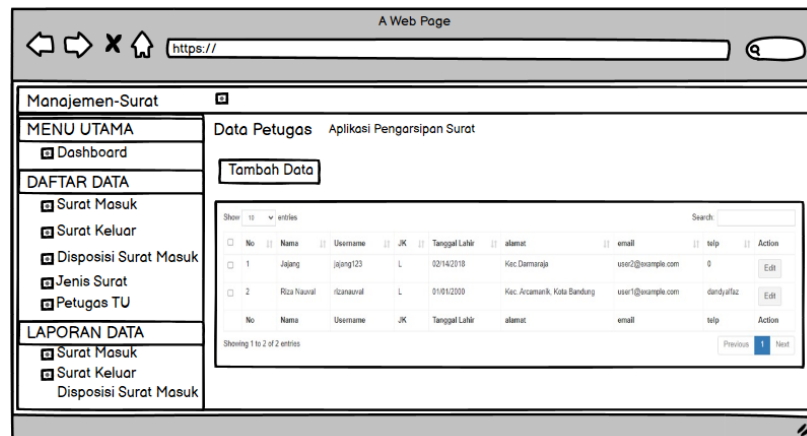 A Web Page
https://
Manajemen-Surat
MENU UTAMA
Dashboard
DAFTAR DATA
Surat Masuk
Surat Keluar
Disposisi Surat Masuk
Jenis Surat
Petugas TU
LAPORAN DATA
Surat Masuk
Surat Keluar
Disposisi Surat Masuk
Data Petugas Aplikasi Pengarsipan Surat
Tambah Data
Show 10 entries Search:
No Nama Username JK Tanggal Lahir alamat email telp Action
1 Jajang jajang123 L 02/14/2018 Kec.Darmaraja user2@example.com 0 Edit
2 Riza Nauval rizanauval L 01/01/2000 Kec. Arcamanik, Kota Bandung user1@example.com dandyalfaz Edit
No Nama Username JK Tanggal Lahir alamat email telp Action
Showing 1 to 2 of 2 entries Previous 1 Next